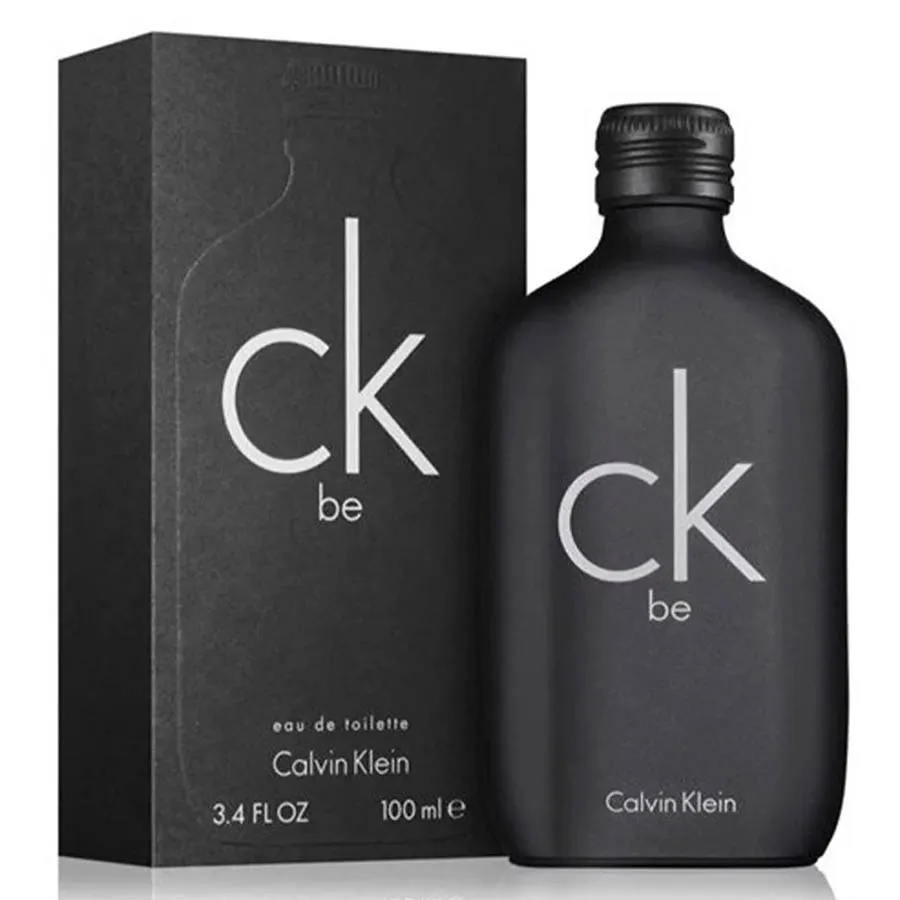 ck
be
eau de toilette
Calvin Klein
3.4 FL OZ 100 ml ℮
ck
be
Calvin Klein